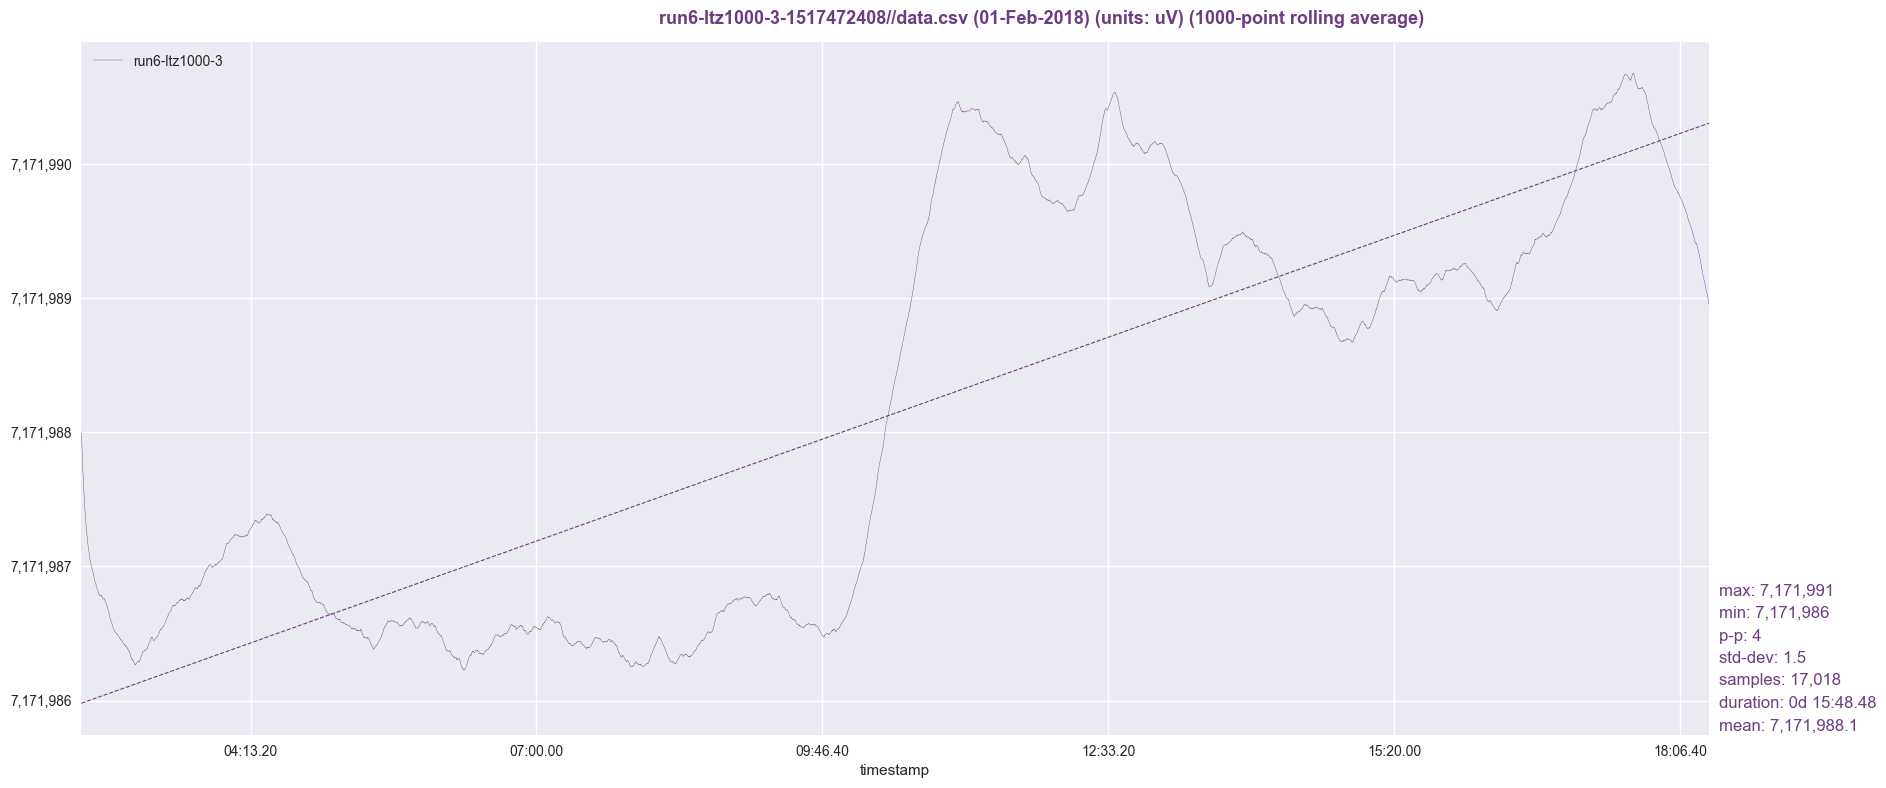 run6-ltz1000-3-1517472408//data.csv (01-Feb-2018) (units: uV) (1000-point rolling average)
run6-ltz1000-3
7,171,990
7,171,989
7,171,988
7,171,987
7,171,986
max: 7,171,991
min: 7,171,986
p-p: 4
std-dev: 1.5
samples: 17,018
duration: 0d 15:48.48
mean: 7,171,988.1
04:13.20 07:00.00 09:46.40 12:33.20 15:20.00 18:06.40
timestamp